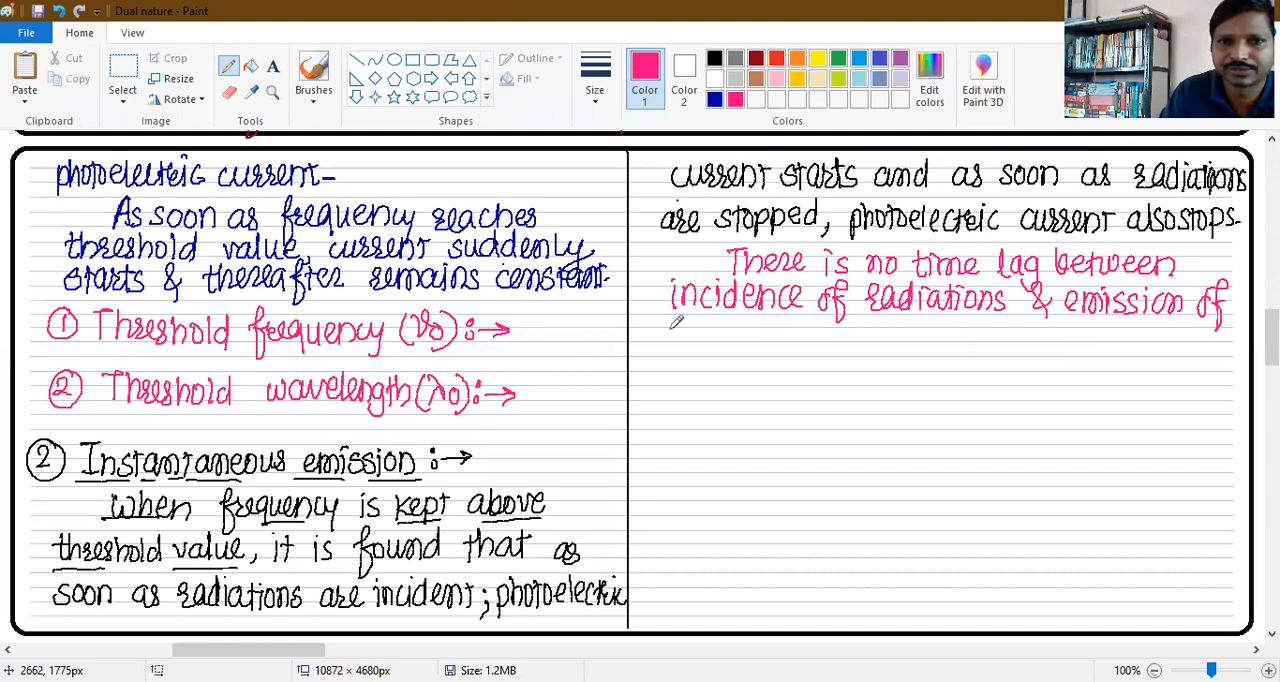 Dual nature - Paint
File
Home
View
Paste
Cut
Copy
Clipboard
Select
Crop
Resize
Rotate
Image
A
Tools
Brushes
Outline
Fill
Shapes
Size
Color 1
Color 2
Edit colors
Colors
Edit with Paint 3D
photoelectric current-
As soon as frequency reaches
threshold value, current suddenly
starts & thereafter remains constant.
① Threshold frequency (ν₀):→
② Threshold wavelength (λ₀):→
② Instantaneous emission :→
When frequency is kept above
threshold value, it is found that as
soon as radiations are incident; photoelectric
current starts and as soon as radiations
are stopped, photoelectric current also stops-
There is no time lag between
incidence of radiations & emission of
2662, 1775px
10872 × 4680px
Size: 1.2MB
100%